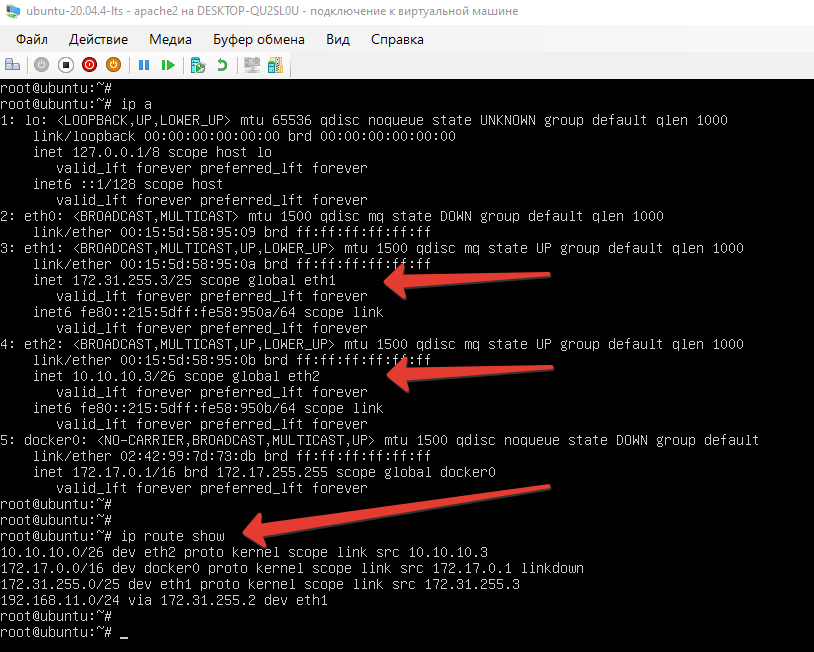 ubuntu-20.04.4-lts - apache2 на DESKTOP-QU2SL0U - подключение к виртуальной машине
Файл Действие Медиа Буфер обмена Вид Справка
root@ubuntu:~#
root@ubuntu:~# ip a
1: lo: <LOOPBACK,UP,LOWER_UP> mtu 65536 qdisc noqueue state UNKNOWN group default qlen 1000
    link/loopback 00:00:00:00:00:00 brd 00:00:00:00:00:00
    inet 127.0.0.1/8 scope host lo
       valid_lft forever preferred_lft forever
    inet6 ::1/128 scope host
       valid_lft forever preferred_lft forever
2: eth0: <BROADCAST,MULTICAST> mtu 1500 qdisc mq state DOWN group default qlen 1000
    link/ether 00:15:5d:58:95:09 brd ff:ff:ff:ff:ff:ff
3: eth1: <BROADCAST,MULTICAST,UP,LOWER_UP> mtu 1500 qdisc mq state UP group default qlen 1000
    link/ether 00:15:5d:58:95:0a brd ff:ff:ff:ff:ff:ff
    inet 172.31.255.3/25 scope global eth1
       valid_lft forever preferred_lft forever
    inet6 fe80::215:5dff:fe58:950a/64 scope link
       valid_lft forever preferred_lft forever
4: eth2: <BROADCAST,MULTICAST,UP,LOWER_UP> mtu 1500 qdisc mq state UP group default qlen 1000
    link/ether 00:15:5d:58:95:0b brd ff:ff:ff:ff:ff:ff
    inet 10.10.10.3/26 scope global eth2
       valid_lft forever preferred_lft forever
    inet6 fe80::215:5dff:fe58:950b/64 scope link
       valid_lft forever preferred_lft forever
5: docker0: <NO-CARRIER,BROADCAST,MULTICAST,UP> mtu 1500 qdisc noqueue state DOWN group default
    link/ether 02:42:99:7d:73:db brd ff:ff:ff:ff:ff:ff
    inet 172.17.0.1/16 brd 172.17.255.255 scope global docker0
       valid_lft forever preferred_lft forever
root@ubuntu:~#
root@ubuntu:~#
root@ubuntu:~# ip route show
10.10.10.0/26 dev eth2 proto kernel scope link src 10.10.10.3
172.17.0.0/16 dev docker0 proto kernel scope link src 172.17.0.1 linkdown
172.31.255.0/25 dev eth1 proto kernel scope link src 172.31.255.3
192.168.11.0/24 via 172.31.255.2 dev eth1
root@ubuntu:~#
root@ubuntu:~# _